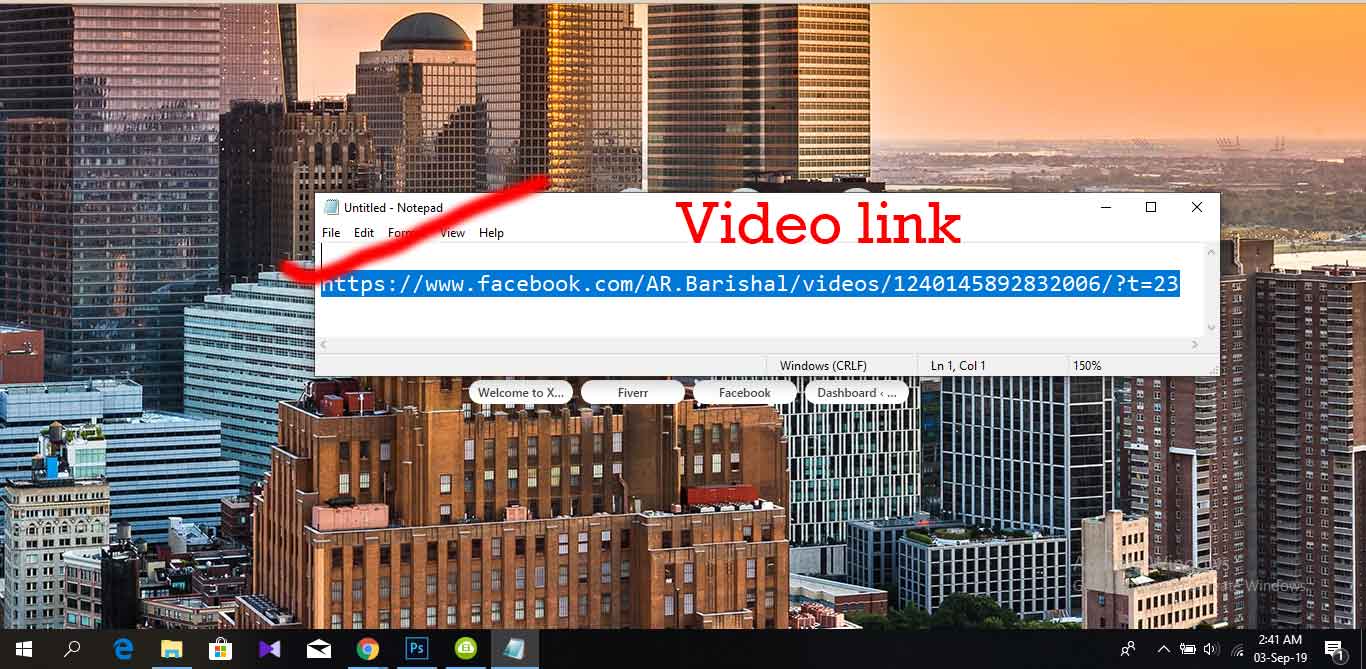 Untitled - Notepad
Video link
File Edit Form View Help
https://www.facebook.com/AR.Barishal/videos/1240145892832006/?t=23
Windows (CRLF) Ln 1, Col 1 150%
Welcome to X... Fiverr Facebook Dashboard ‹ ...
Ps
2:41 AM
03-Sep-19
1